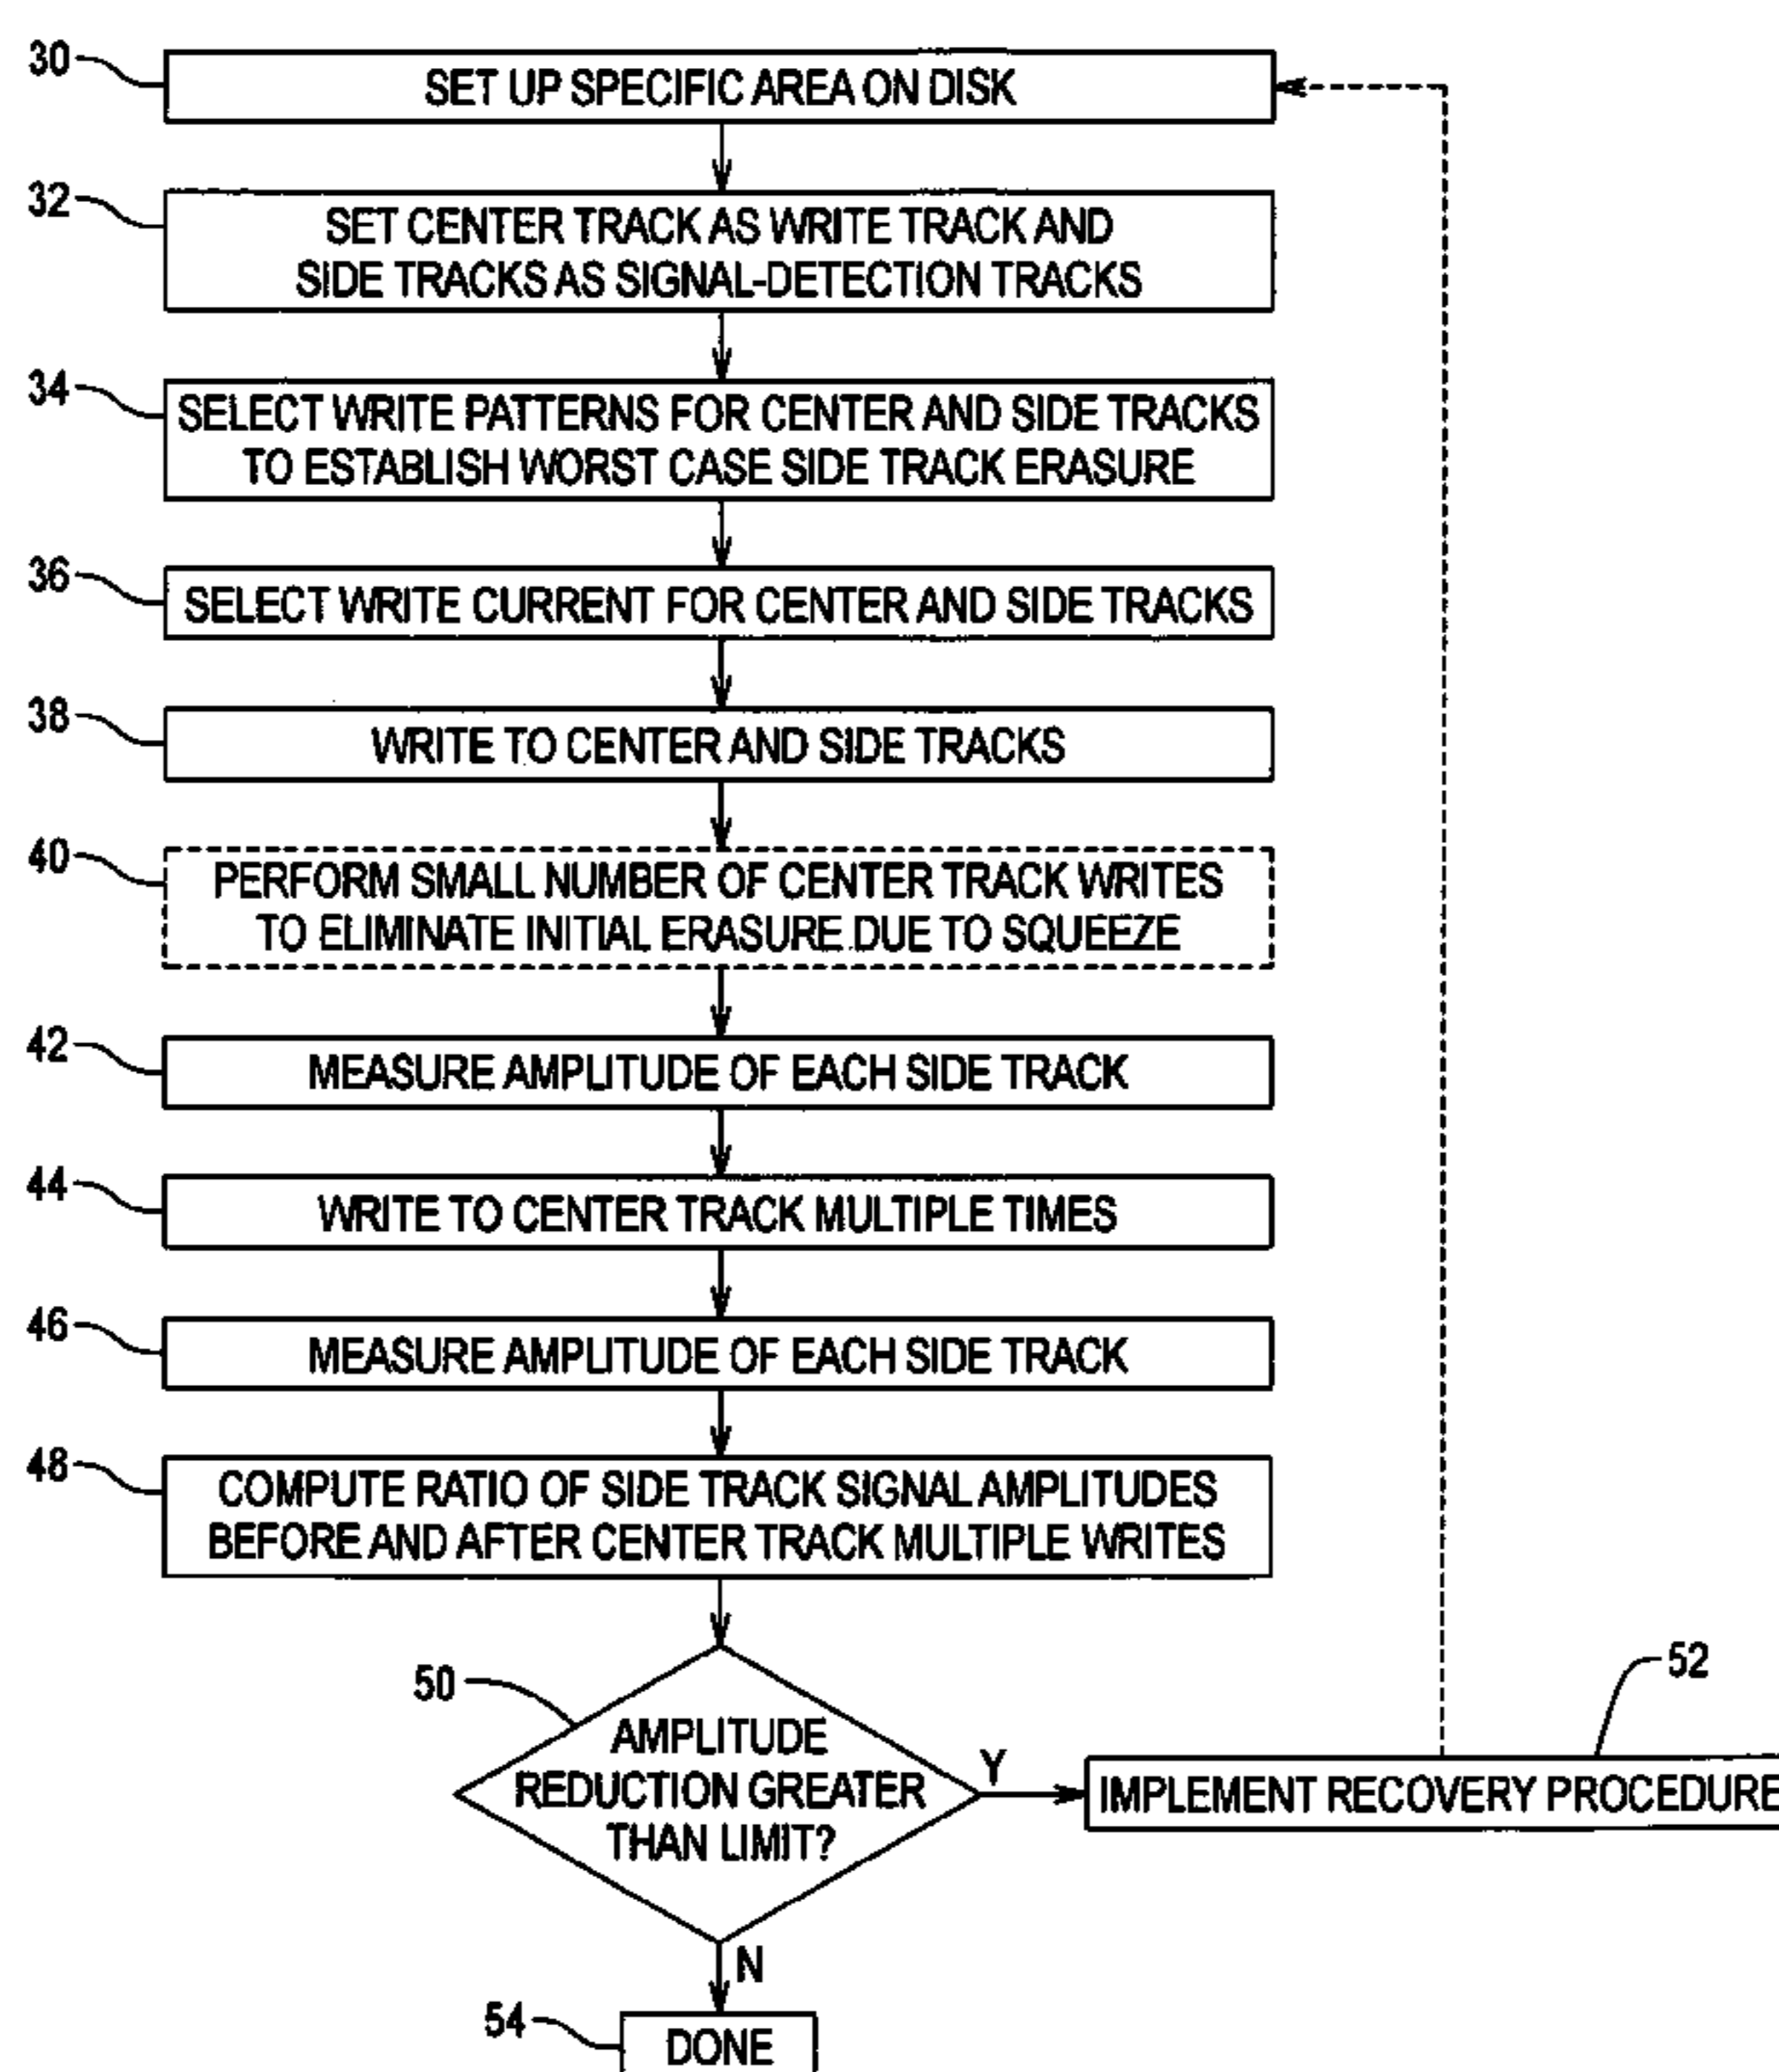 30
SET UP SPECIFIC AREA ON DISK
32
SET CENTER TRACK AS WRITE TRACK AND
SIDE TRACKS AS SIGNAL-DETECTION TRACKS
34
SELECT WRITE PATTERNS FOR CENTER AND SIDE TRACKS
TO ESTABLISH WORST CASE SIDE TRACK ERASURE
36
SELECT WRITE CURRENT FOR CENTER AND SIDE TRACKS
38
WRITE TO CENTER AND SIDE TRACKS
40
PERFORM SMALL NUMBER OF CENTER TRACK WRITES
TO ELIMINATE INITIAL ERASURE DUE TO SQUEEZE
42
MEASURE AMPLITUDE OF EACH SIDE TRACK
44
WRITE TO CENTER TRACK MULTIPLE TIMES
46
MEASURE AMPLITUDE OF EACH SIDE TRACK
48
COMPUTE RATIO OF SIDE TRACK SIGNAL AMPLITUDES
BEFORE AND AFTER CENTER TRACK MULTIPLE WRITES
50
AMPLITUDE
REDUCTION GREATER
THAN LIMIT?
Y
52
IMPLEMENT RECOVERY PROCEDURE
N
54
DONE